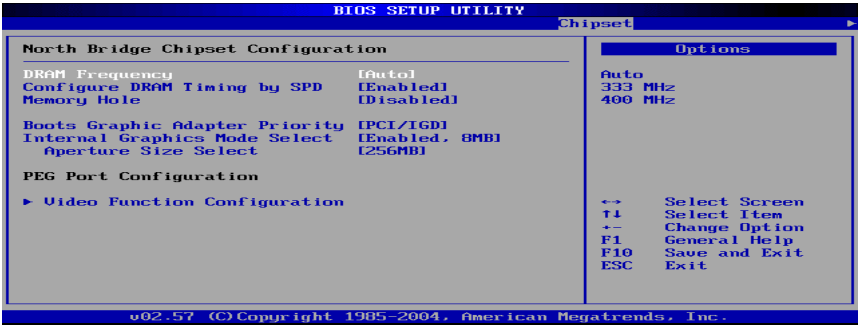 BIOS SETUP UTILITY
Chipset
North Bridge Chipset Configuration
DRAM Frequency [Auto]
Configure DRAM Timing by SPD [Enabled]
Memory Hole [Disabled]
Boots Graphic Adapter Priority [PCI/IGD]
Internal Graphics Mode Select [Enabled, 8MB]
Aperture Size Select [256MB]
PEG Port Configuration
► Video Function Configuration
Options
Auto
333 MHz
400 MHz
↔ Select Screen
↑↓ Select Item
+- Change Option
F1 General Help
F10 Save and Exit
ESC Exit
v02.57 (C)Copyright 1985-2004, American Megatrends, Inc.